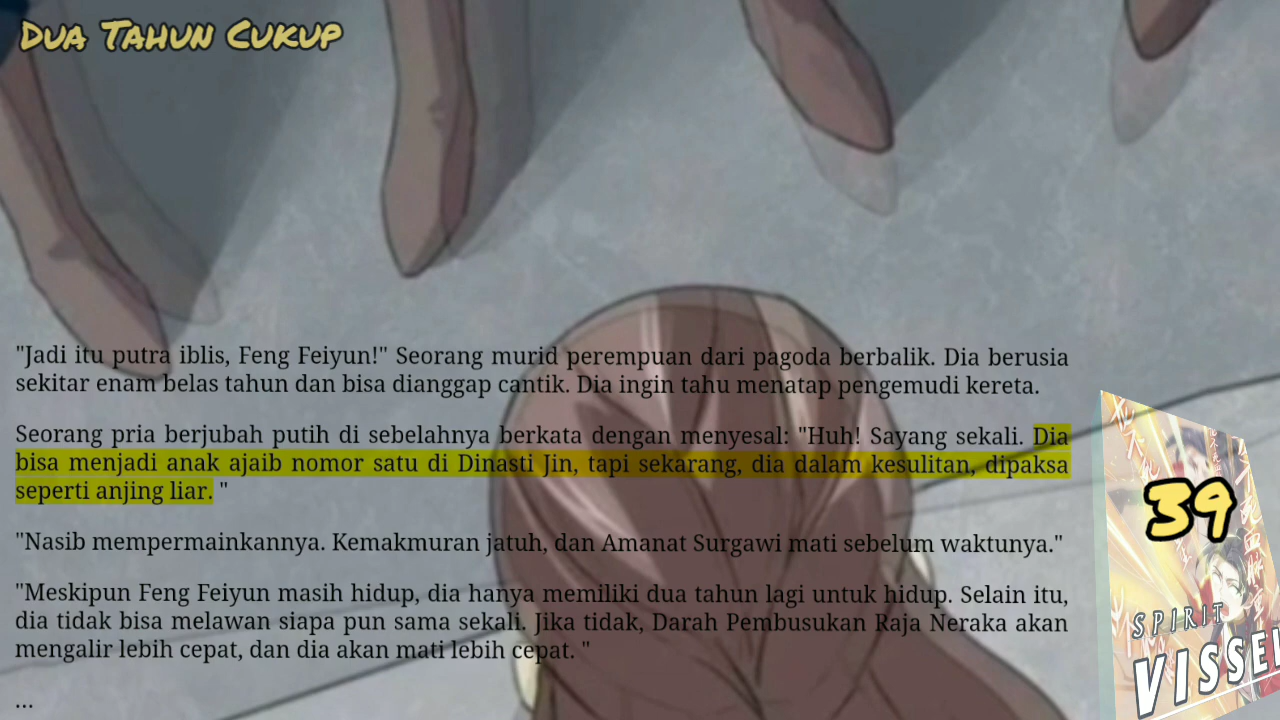 Dua Tahun Cukup
"Jadi itu putra iblis, Feng Feiyun!" Seorang murid perempuan dari pagoda berbalik. Dia berusia
sekitar enam belas tahun dan bisa dianggap cantik. Dia ingin tahu menatap pengemudi kereta.
Seorang pria berjubah putih di sebelahnya berkata dengan menyesal: "Huh! Sayang sekali. Dia
bisa menjadi anak ajaib nomor satu di Dinasti Jin, tapi sekarang, dia dalam kesulitan, dipaksa
seperti anjing liar. "
"Nasib mempermainkannya. Kemakmuran jatuh, dan Amanat Surgawi mati sebelum waktunya."
"Meskipun Feng Feiyun masih hidup, dia hanya memiliki dua tahun lagi untuk hidup. Selain itu,
dia tidak bisa melawan siapa pun sama sekali. Jika tidak, Darah Pembusukan Raja Neraka akan
mengalir lebih cepat, dan dia akan mati lebih cepat. "
...
39
SPIRIT
VISSEL